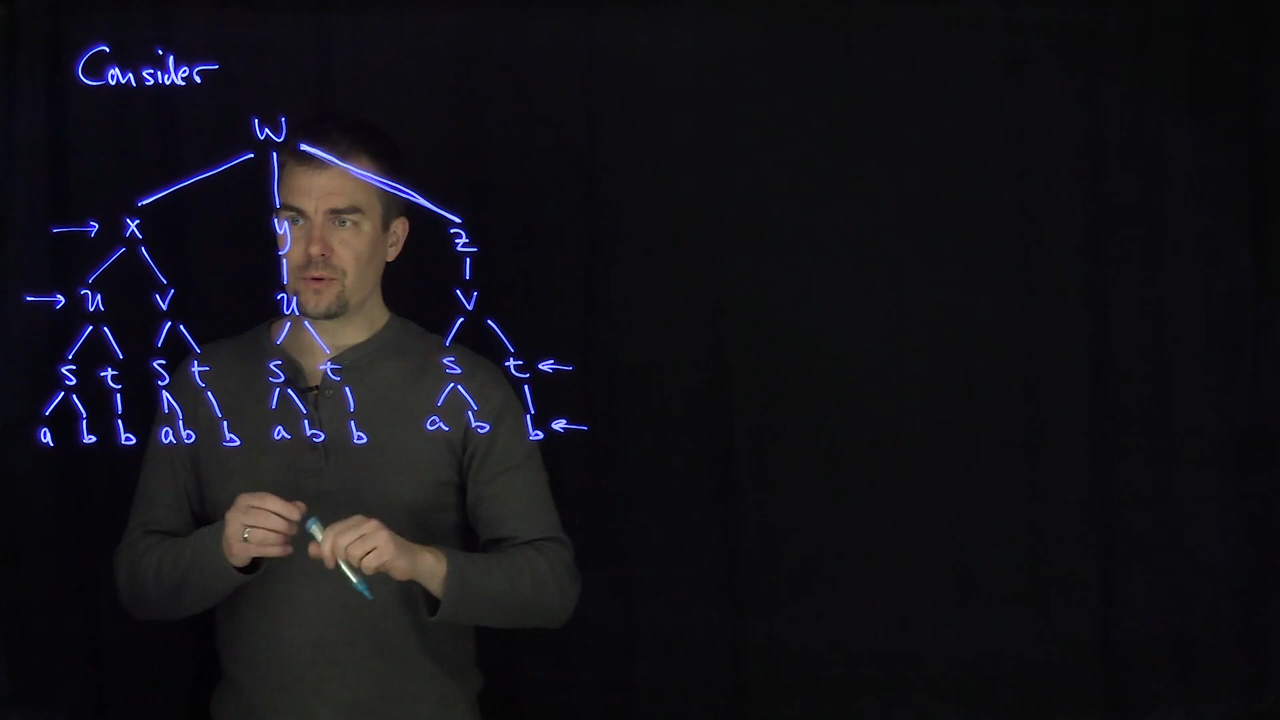 Consider
w
→ x y z
→ u v u v
s t s t s t s t ←
a b b a b b a b b a b b ←